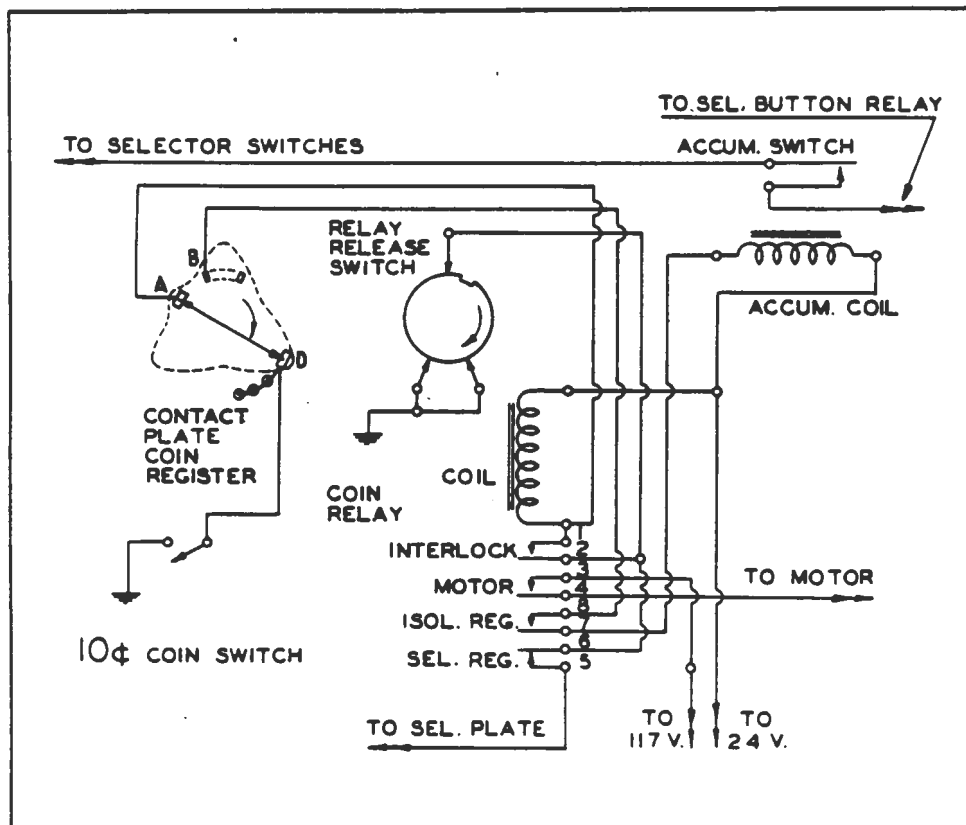 TO SEL. BUTTON RELAY
TO SELECTOR SWITCHES
ACCUM. SWITCH
RELAY
RELEASE
SWITCH
B
A
ACCUM. COIL
D
CONTACT
PLATE
COIN
REGISTER
COIL
COIN
RELAY
1
2
INTERLOCK
3
MOTOR
4
TO MOTOR
8
ISOL. REG.
7
6
SEL. REG.
5
10¢ COIN SWITCH
TO SEL. PLATE
TO
117 V.
TO
24 V.